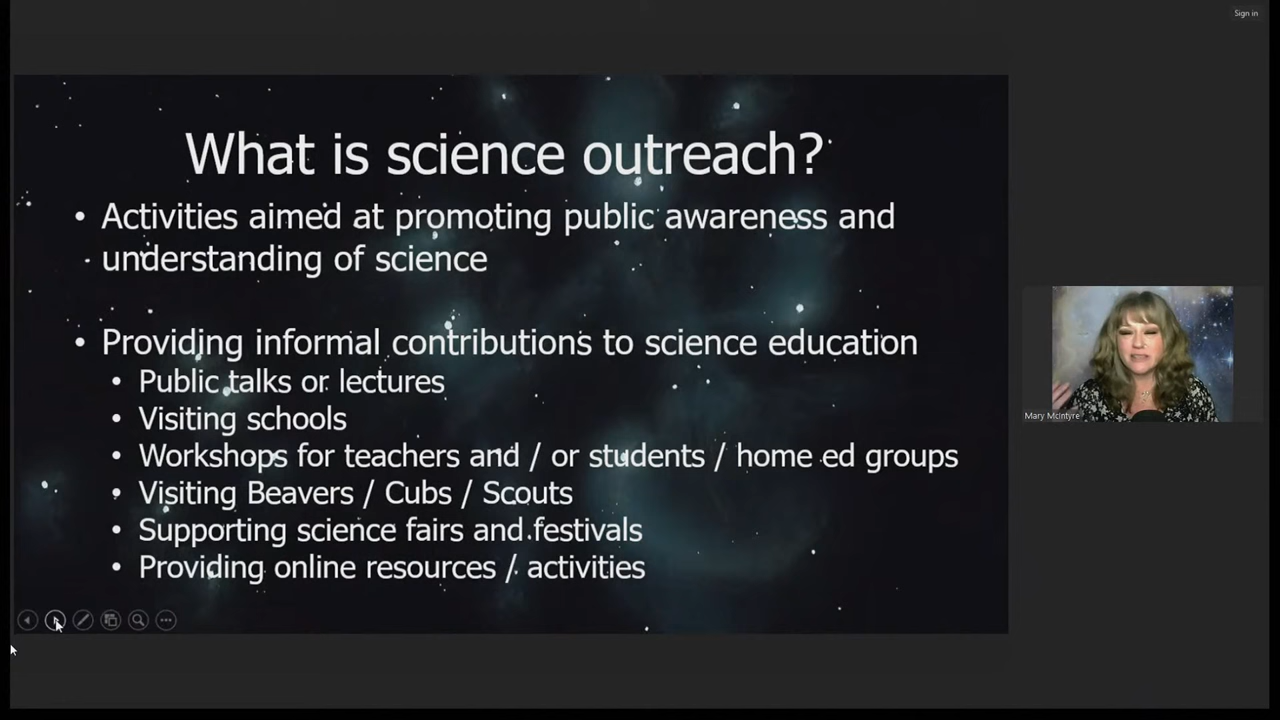 Sign in
What is science outreach?
• Activities aimed at promoting public awareness and
understanding of science
• Providing informal contributions to science education
• Public talks or lectures
• Visiting schools
• Workshops for teachers and / or students / home ed groups
• Visiting Beavers / Cubs / Scouts
• Supporting science fairs and festivals
• Providing online resources / activities
Mary McIntyre